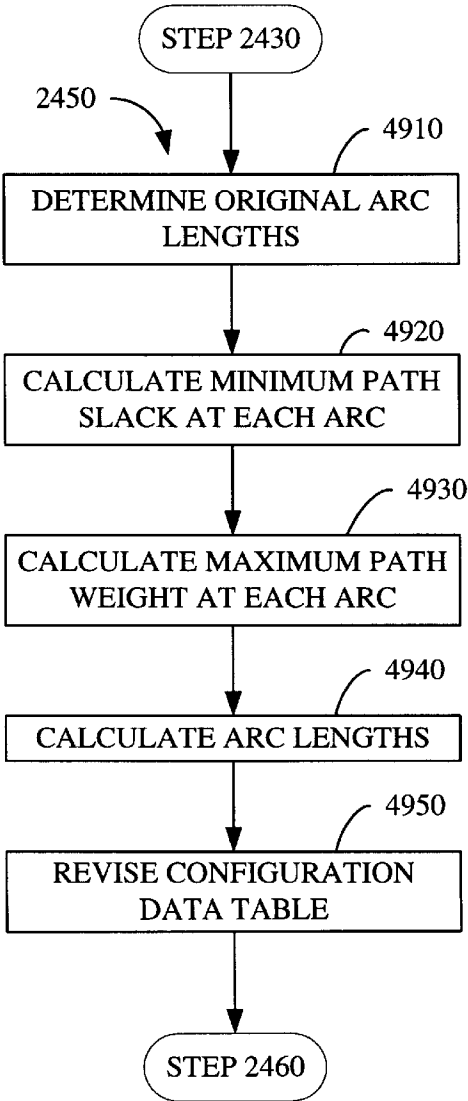 STEP 2430
2450
4910
DETERMINE ORIGINAL ARC
LENGTHS
4920
CALCULATE MINIMUM PATH
SLACK AT EACH ARC
4930
CALCULATE MAXIMUM PATH
WEIGHT AT EACH ARC
4940
CALCULATE ARC LENGTHS
4950
REVISE CONFIGURATION
DATA TABLE
STEP 2460